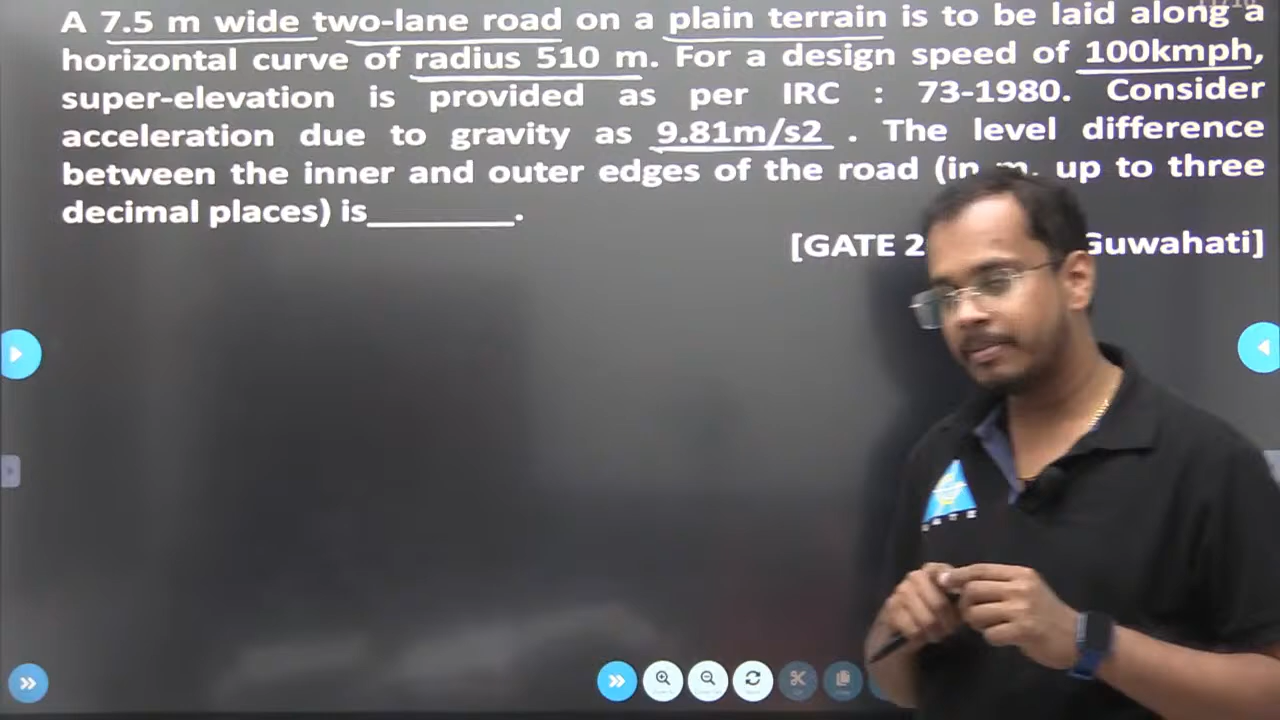 A 7.5 m wide two-lane road on a plain terrain is to be laid along a
horizontal curve of radius 510 m. For a design speed of 100kmph,
super-elevation is provided as per IRC : 73-1980. Consider
acceleration due to gravity as 9.81m/s2 . The level difference
between the inner and outer edges of the road (in m, up to three
decimal places) is________.
[GATE 2 Guwahati]